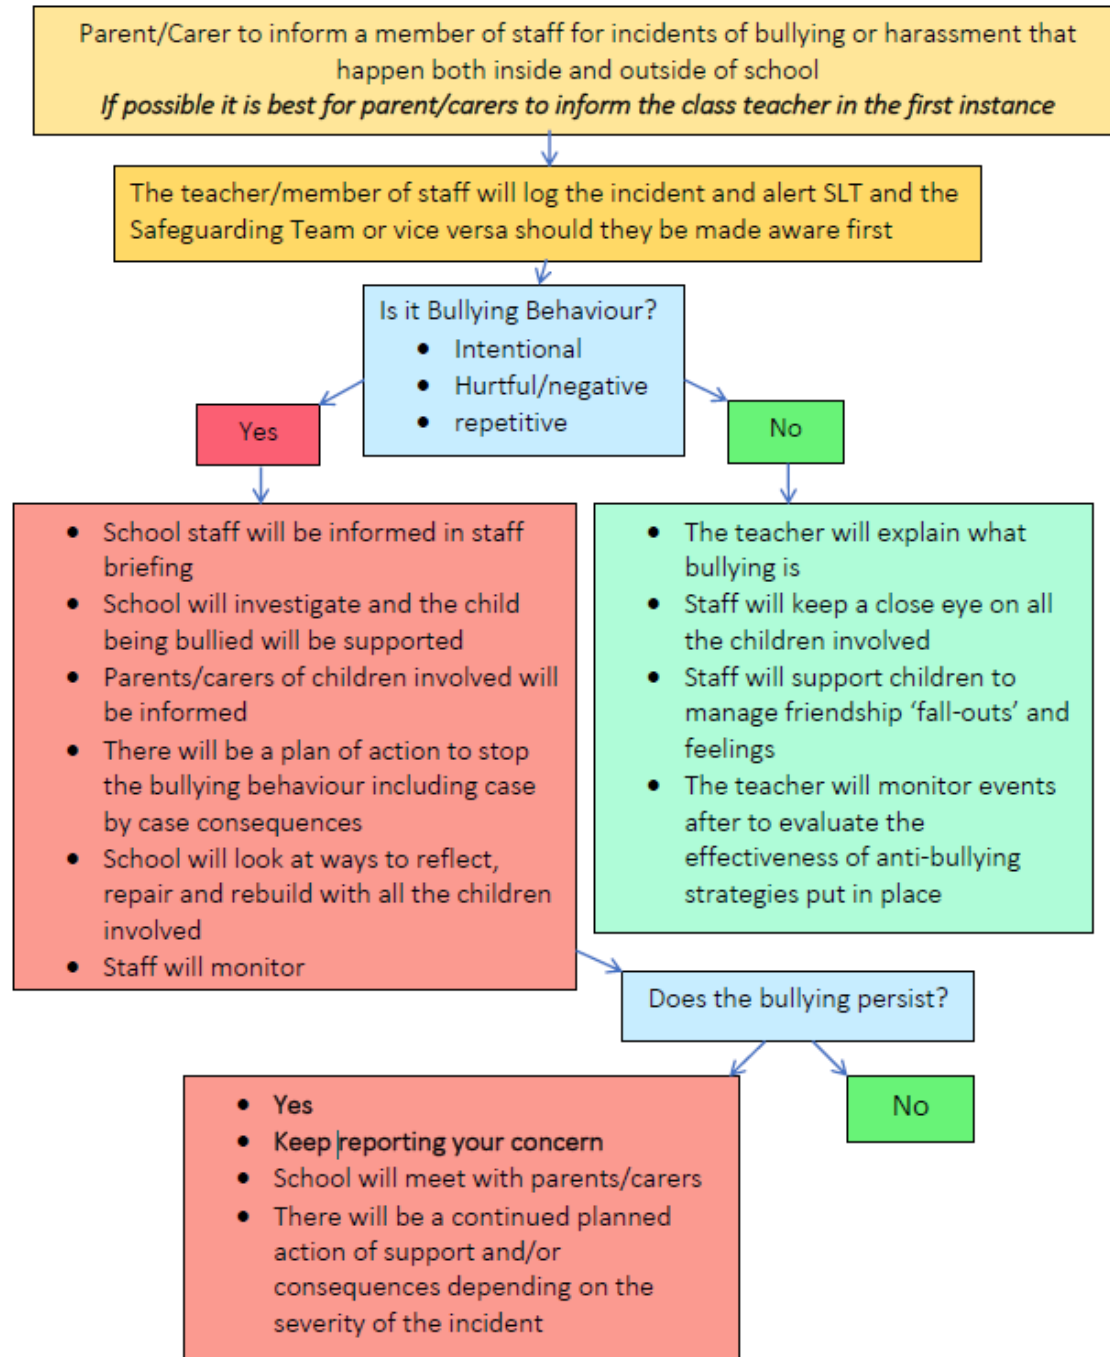 Parent/Carer to inform a member of staff for incidents of bullying or harassment that
happen both inside and outside of school
If possible it is best for parent/carers to inform the class teacher in the first instance
The teacher/member of staff will log the incident and alert SLT and the
Safeguarding Team or vice versa should they be made aware first
Is it Bullying Behaviour?
• Intentional
• Hurtful/negative
• repetitive
Yes
No
• School staff will be informed in staff
briefing
• School will investigate and the child
being bullied will be supported
• Parents/carers of children involved will
be informed
• There will be a plan of action to stop
the bullying behaviour including case
by case consequences
• School will look at ways to reflect,
repair and rebuild with all the children
involved
• Staff will monitor
• The teacher will explain what
bullying is
• Staff will keep a close eye on all
the children involved
• Staff will support children to
manage friendship ‘fall-outs’ and
feelings
• The teacher will monitor events
after to evaluate the
effectiveness of anti-bullying
strategies put in place
Does the bullying persist?
• Yes
• Keep reporting your concern
• School will meet with parents/carers
• There will be a continued planned
action of support and/or
consequences depending on the
severity of the incident
No